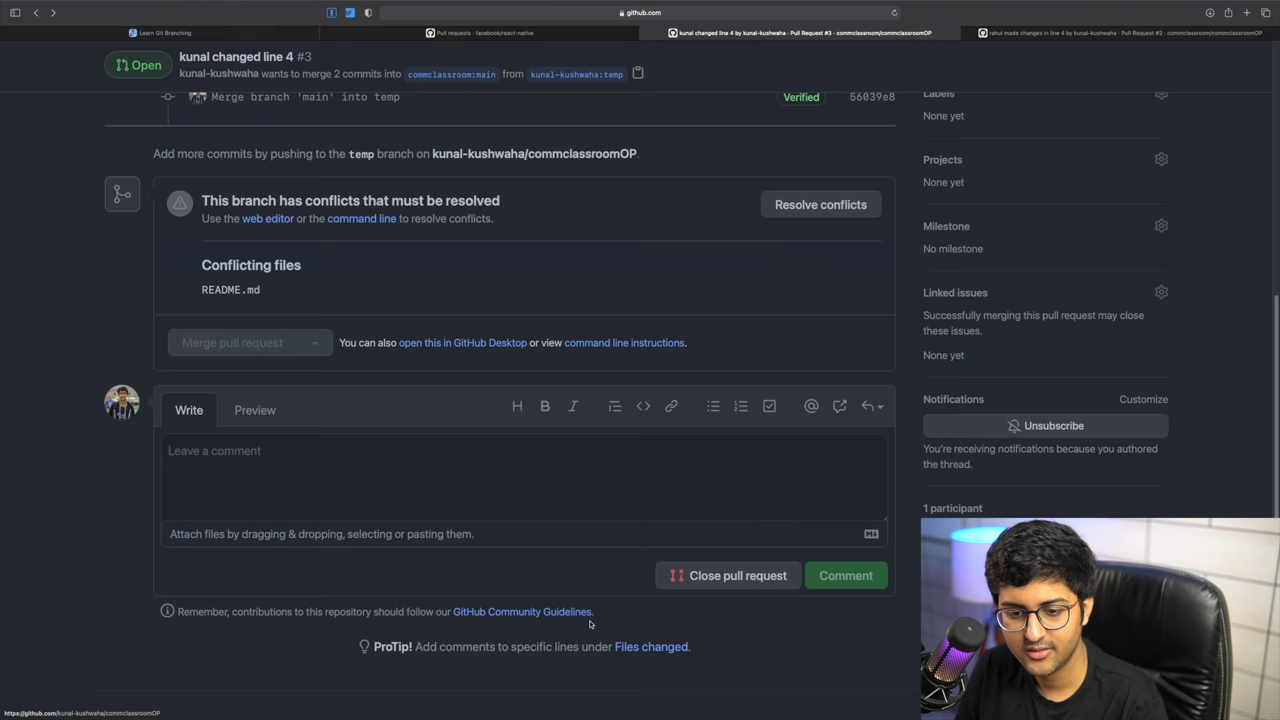 github.com
Learn Git Branching
Pull requests · facebook/react-native
kunal changed line 4 by kunal-kushwaha · Pull Request #3 · commclassroom/commclassroomOP
rahul made changes in line 4 by kunal-kushwaha · Pull Request #2 · commclassroom/commclassroomOP
Open
kunal changed line 4 #3
kunal-kushwaha wants to merge 2 commits into commclassroom:main from kunal-kushwaha:temp
Merge branch 'main' into temp Verified 56039e8
Add more commits by pushing to the temp branch on kunal-kushwaha/commclassroomOP.
This branch has conflicts that must be resolved
Use the web editor or the command line to resolve conflicts.
Resolve conflicts
Conflicting files
README.md
Merge pull request
You can also open this in GitHub Desktop or view command line instructions.
Write Preview
Leave a comment
Attach files by dragging & dropping, selecting or pasting them.
Close pull request Comment
Remember, contributions to this repository should follow our GitHub Community Guidelines.
ProTip! Add comments to specific lines under Files changed.
Labels
None yet
Projects
None yet
Milestone
No milestone
Linked issues
Successfully merging this pull request may close
these issues.
None yet
Notifications Customize
Unsubscribe
You're receiving notifications because you authored
the thread.
1 participant
https://github.com/kunal-kushwaha/commclassroomOP